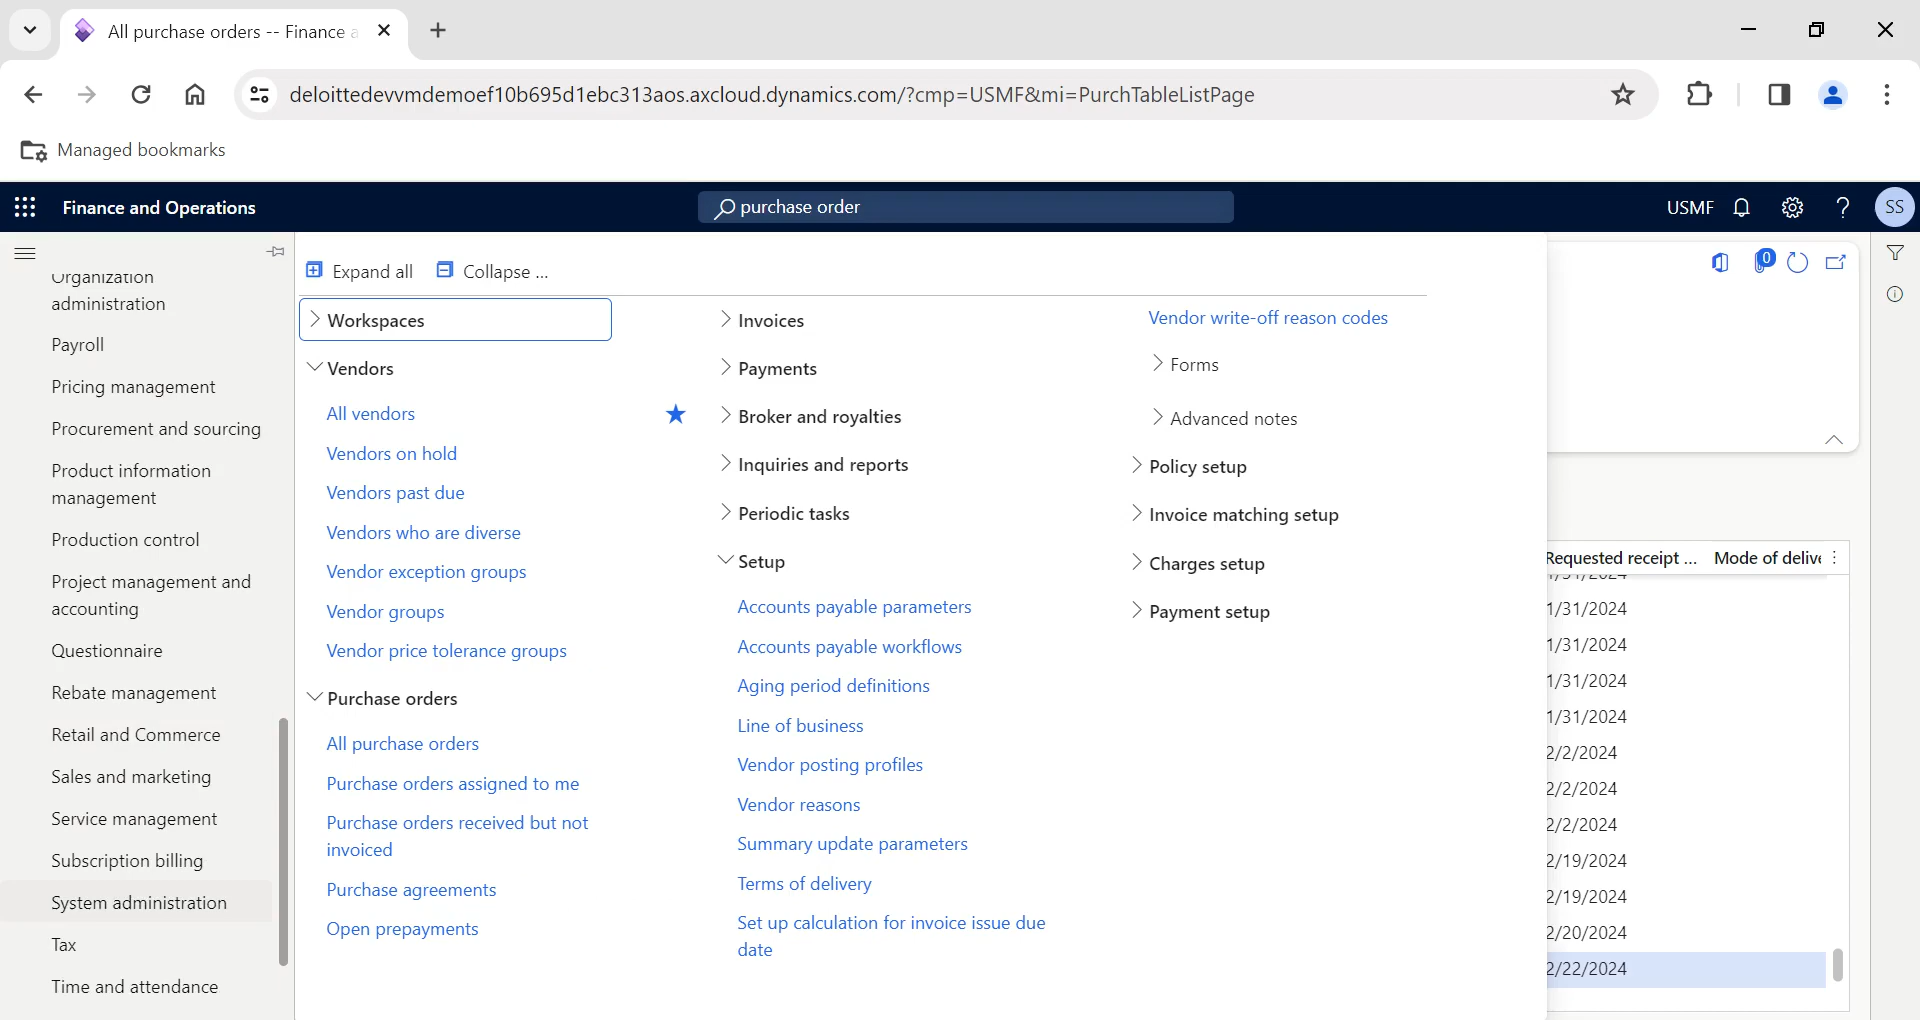 All purchase orders -- Finance a
deloittedevvmdemoef10b695d1ebc313aos.axcloud.dynamics.com/?cmp=USMF&mi=PurchTableListPage
Managed bookmarks
Finance and Operations
purchase order
USMF
?
SS
Organization
administration
Payroll
Pricing management
Procurement and sourcing
Product information
management
Production control
Project management and
accounting
Questionnaire
Rebate management
Retail and Commerce
Sales and marketing
Service management
Subscription billing
System administration
Tax
Time and attendance
Expand all
Collapse ...
Workspaces
Vendors
All vendors
Vendors on hold
Vendors past due
Vendors who are diverse
Vendor exception groups
Vendor groups
Vendor price tolerance groups
Purchase orders
All purchase orders
Purchase orders assigned to me
Purchase orders received but not
invoiced
Purchase agreements
Open prepayments
Invoices
Payments
Broker and royalties
Inquiries and reports
Periodic tasks
Setup
Accounts payable parameters
Accounts payable workflows
Aging period definitions
Line of business
Vendor posting profiles
Vendor reasons
Summary update parameters
Terms of delivery
Set up calculation for invoice issue due
date
Vendor write-off reason codes
Forms
Advanced notes
Policy setup
Invoice matching setup
Charges setup
Payment setup
0
Requested receipt ...
Mode of delive
1/31/2024
1/31/2024
1/31/2024
1/31/2024
1/31/2024
2/2/2024
2/2/2024
2/2/2024
2/19/2024
2/19/2024
2/20/2024
2/22/2024